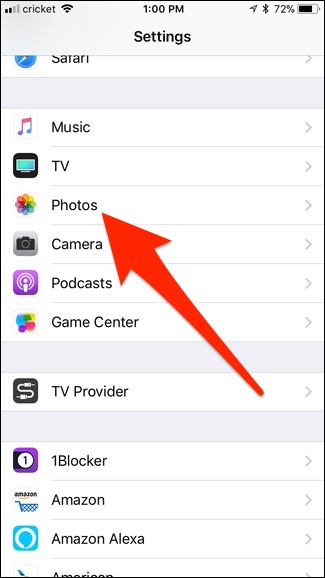 cricket 1:00 PM 72%
Settings
Safari
Music
TV
Photos
Camera
Podcasts
Game Center
TV Provider
1 1Blocker
amazon Amazon
Amazon Alexa
American